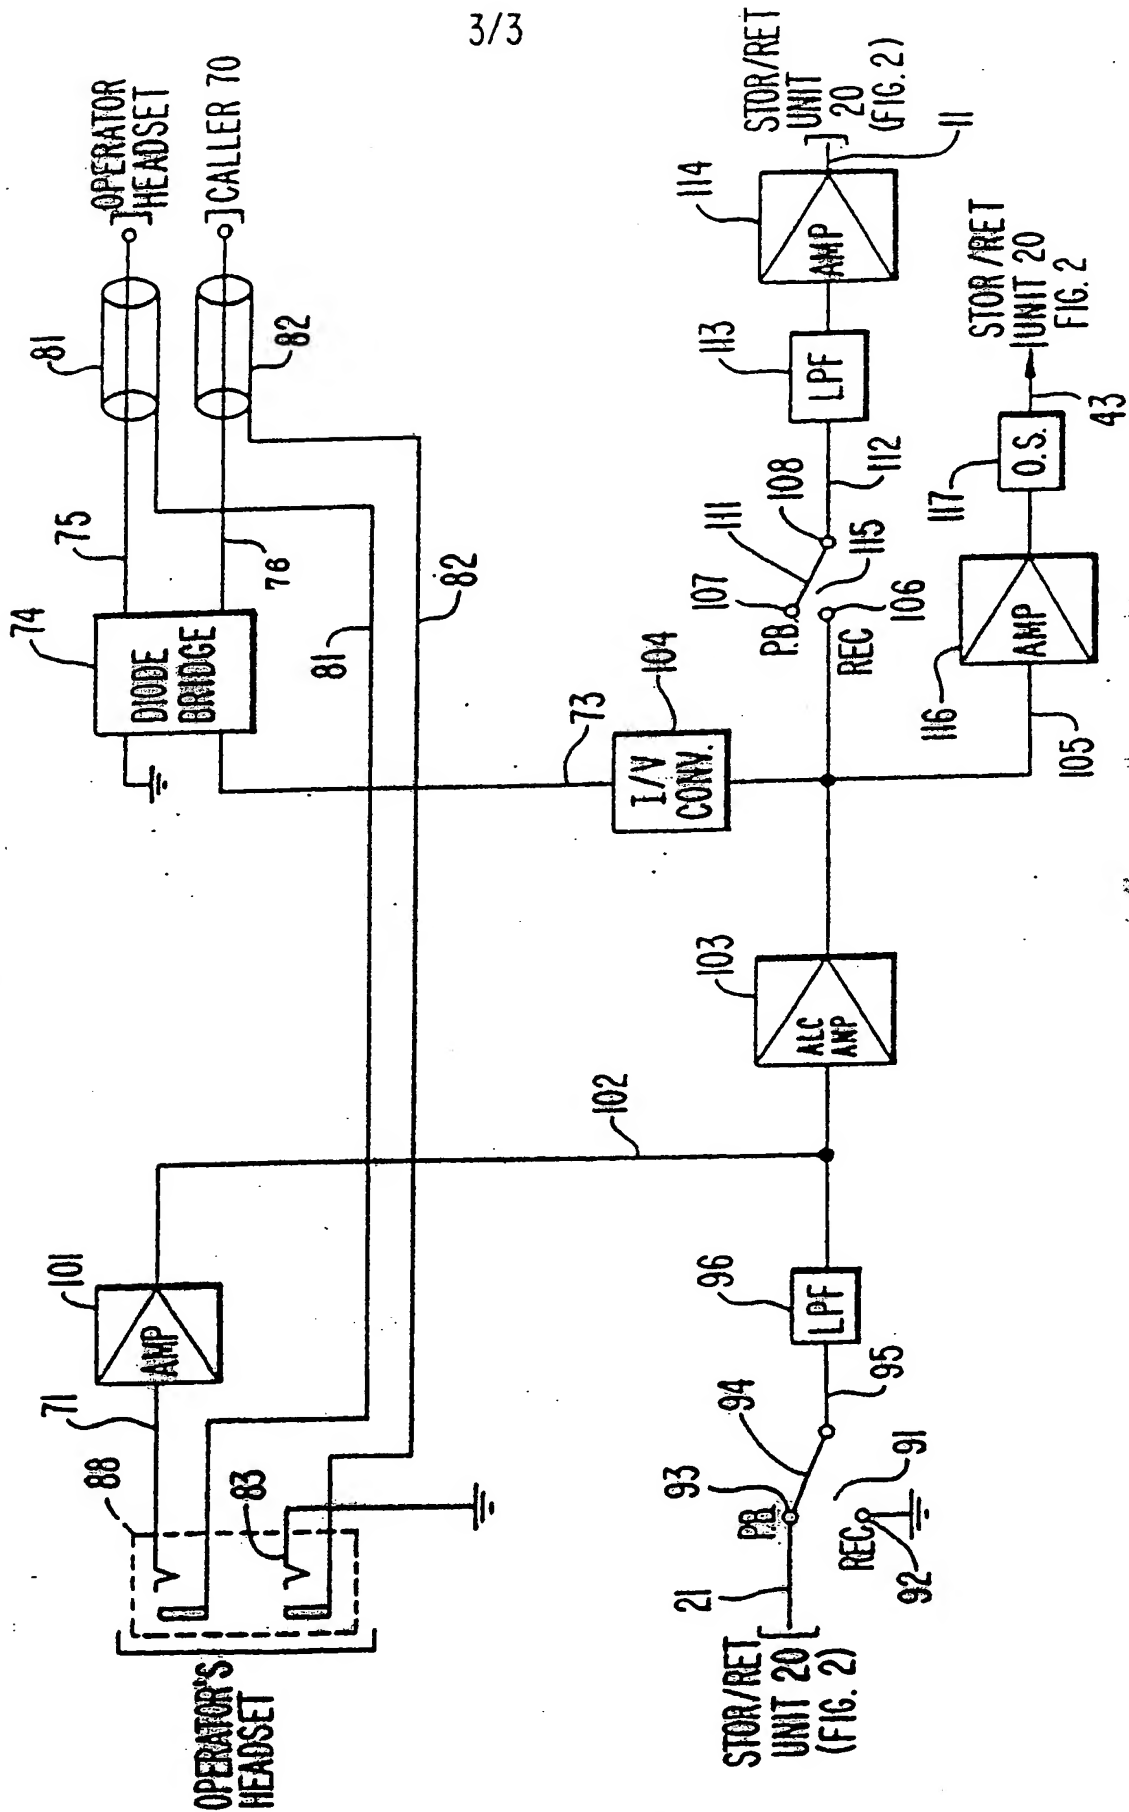 3/3
OPERATOR
HEADSET
CALLER 70
81
82
75
76
74
DIODE
BRIDGE
81
82
73
104
I/V
CONV.
STOR/RET
UNIT
20
(FIG. 2)
11
114
AMP
113
LPF
112
108
111
115
107
P.B.
REC
106
STOR/RET
UNIT 20
FIG. 2
43
117
O.S.
116
AMP
105
103
ALC
AMP
102
101
AMP
71
88
83
OPERATOR'S
HEADSET
96
LPF
95
94
93
P.B.
91
REC
92
21
STOR/RET
UNIT 20
(FIG. 2)